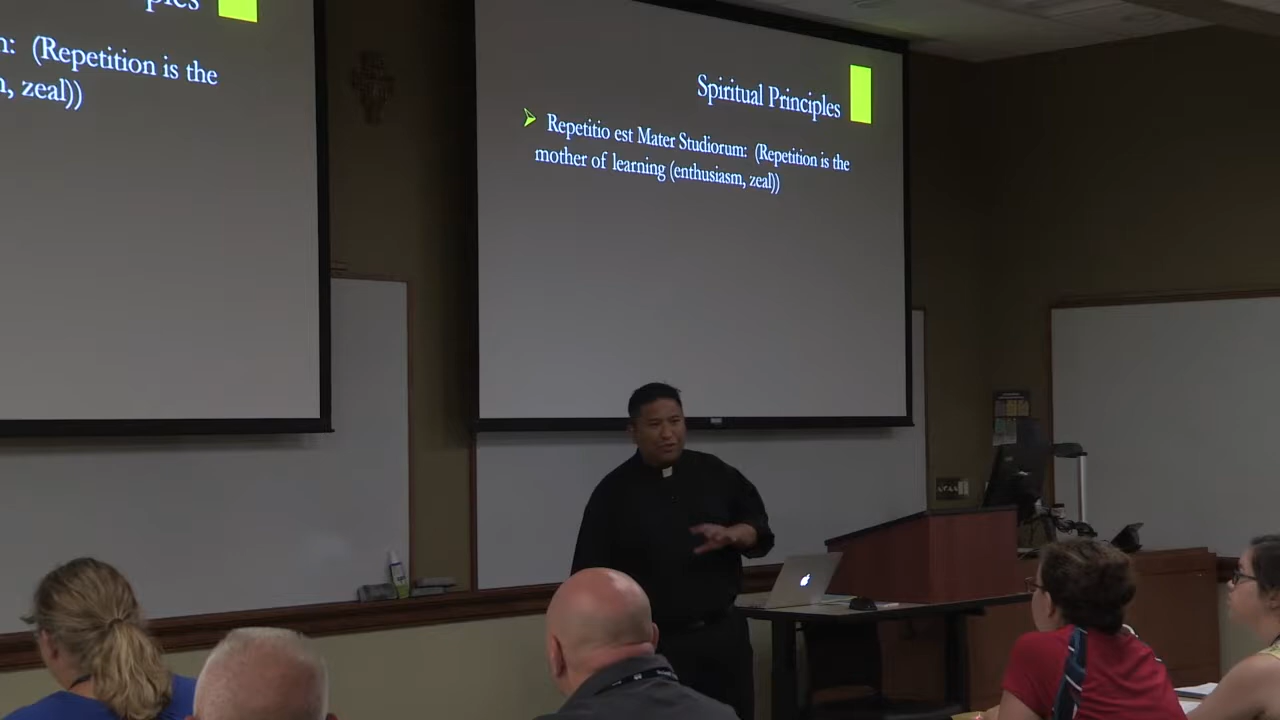 ples
n: (Repetition is the
m, zeal))
Spiritual Principles
Repetitio est Mater Studiorum: (Repetition is the
mother of learning (enthusiasm, zeal))